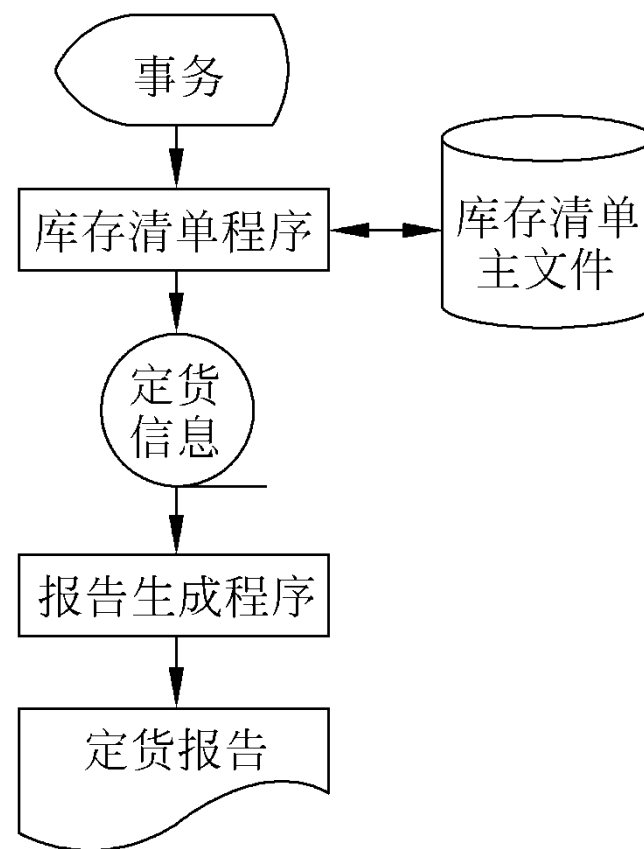 事务
库存清单程序
库存清单
主文件
定货
信息
报告生成程序
定货报告